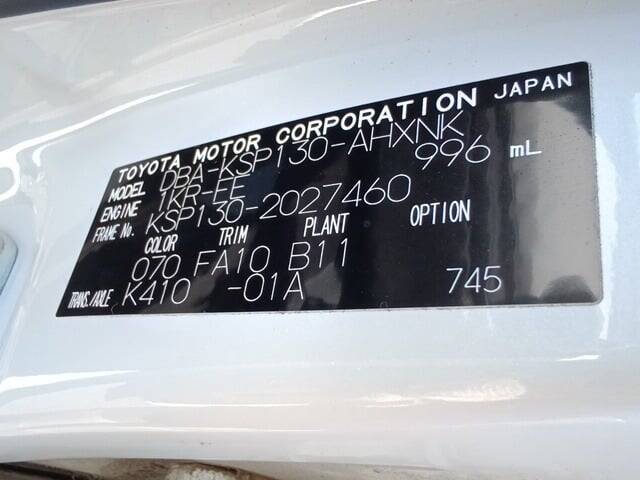 TOYOTA MOTOR CORPORATION JAPAN
MODEL DBA-KSP130-AHXNK
ENGINE 1KR-EE 996 mL
FRAME No. KSP130-2027460
COLOR TRIM PLANT OPTION
070 FA10 B11
TRANS./AXLE K410 -01A 745